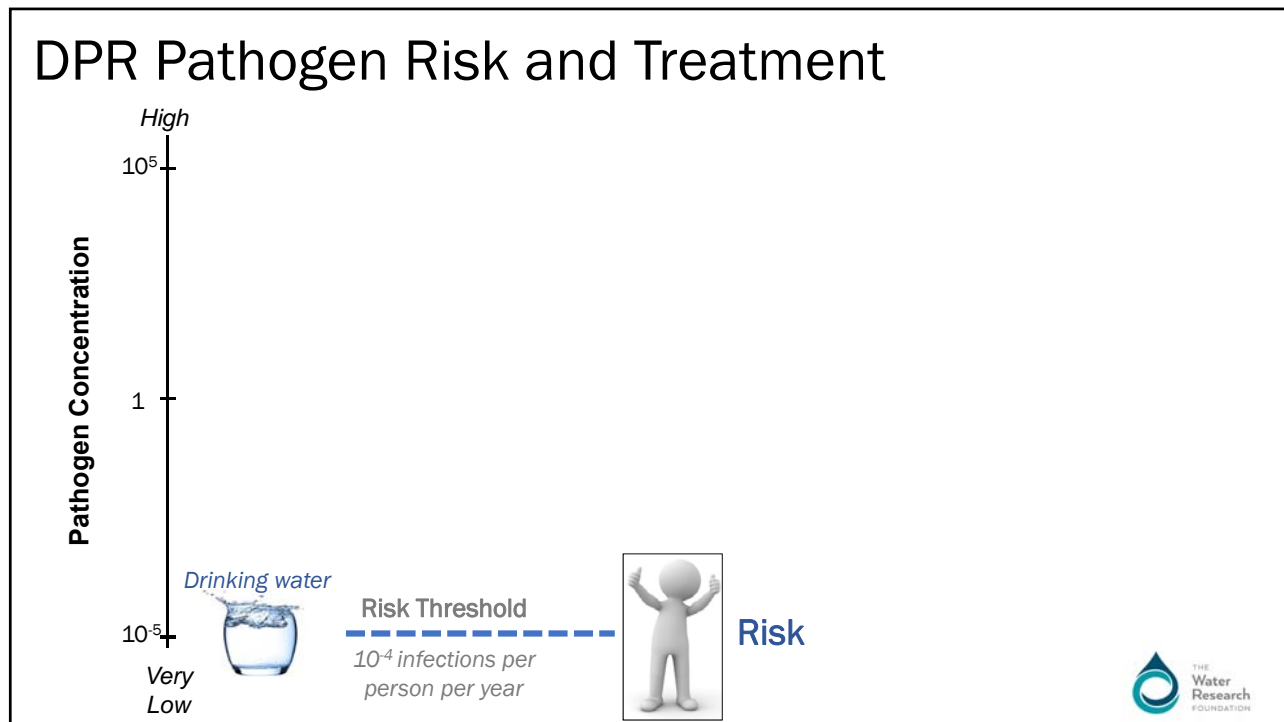 DPR Pathogen Risk and Treatment
High
10⁵
Pathogen Concentration
1
Drinking water
Risk Threshold
10⁻⁵
Risk
10⁻⁴ infections per
person per year
Very
Low
THE
Water
Research
FOUNDATION